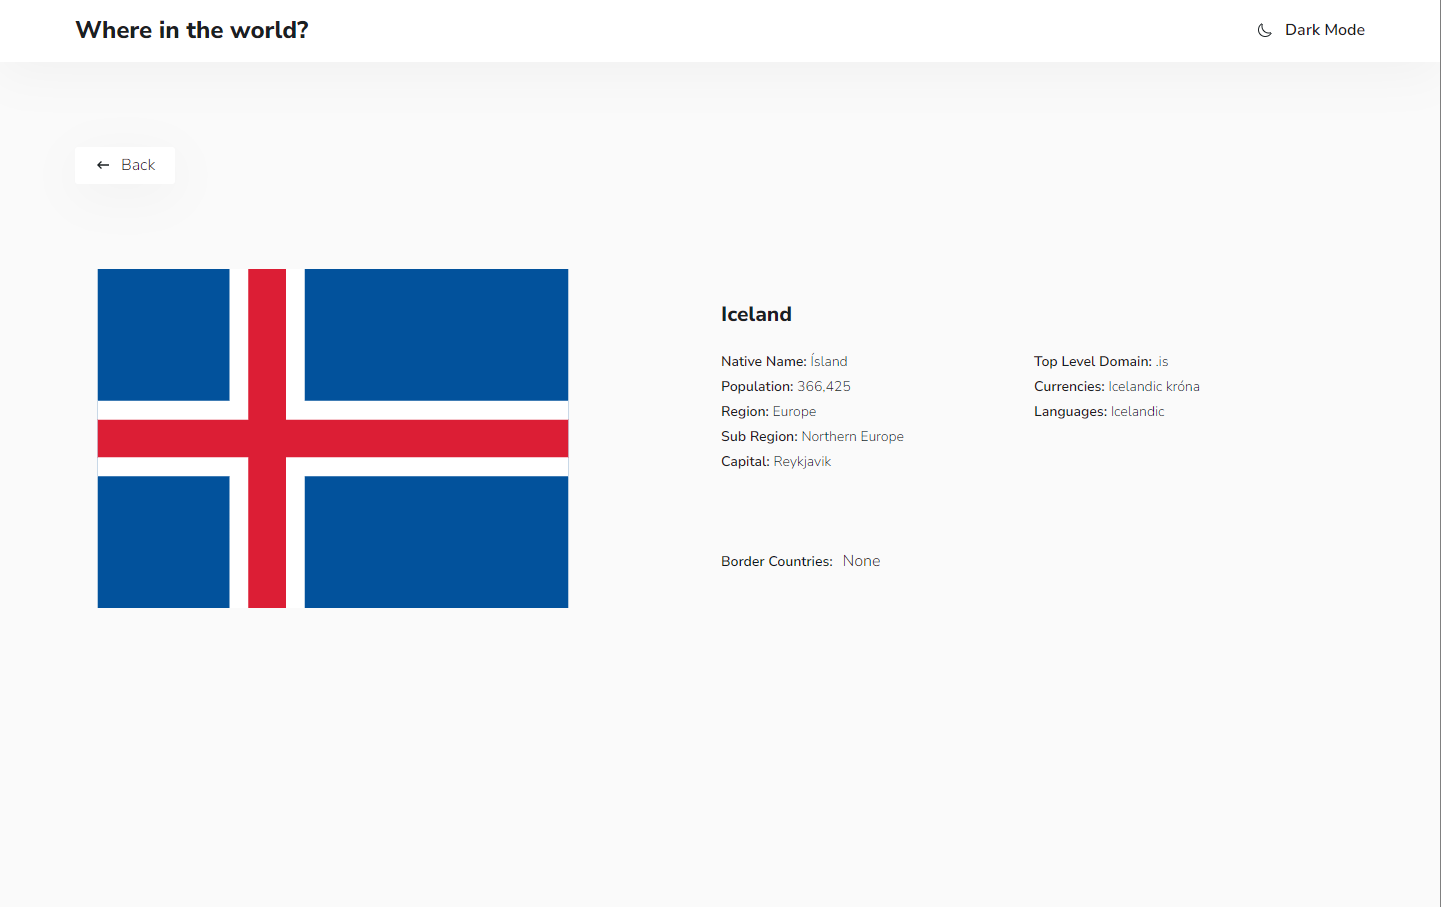 Where in the world?
Dark Mode
Back
Iceland
Native Name: Ísland
Population: 366,425
Region: Europe
Sub Region: Northern Europe
Capital: Reykjavik
Top Level Domain: .is
Currencies: Icelandic króna
Languages: Icelandic
Border Countries: None